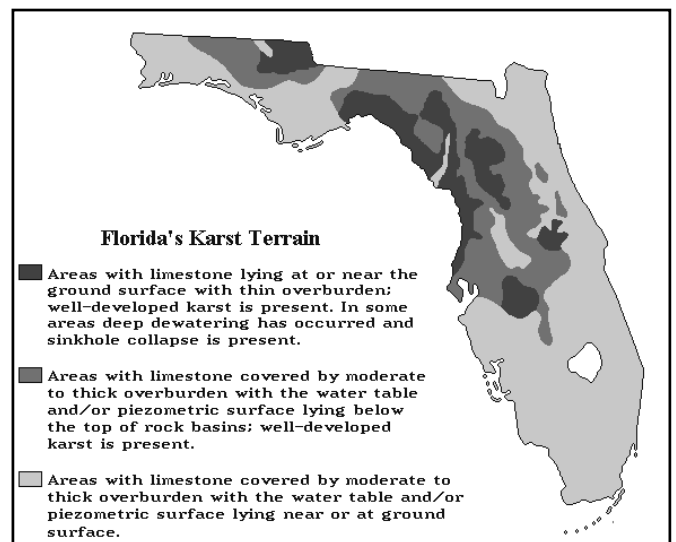 Florida's Karst Terrain
Areas with limestone lying at or near the
ground surface with thin overburden;
well-developed karst is present. In some
areas deep dewatering has occurred and
sinkhole collapse is present.
Areas with limestone covered by moderate
to thick overburden with the water table
and/or piezometric surface lying below
the top of rock basins; well-developed
karst is present.
Areas with limestone covered by moderate to
thick overburden with the water table and/or
piezometric surface lying near or at ground
surface.